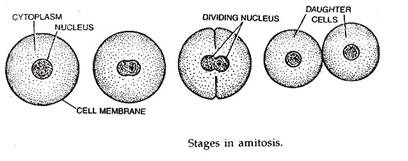 CYTOPLASM
NUCLEUS
CELL MEMBRANE
DIVIDING NUCLEUS
DAUGHTER
CELLS
Stages in amitosis.